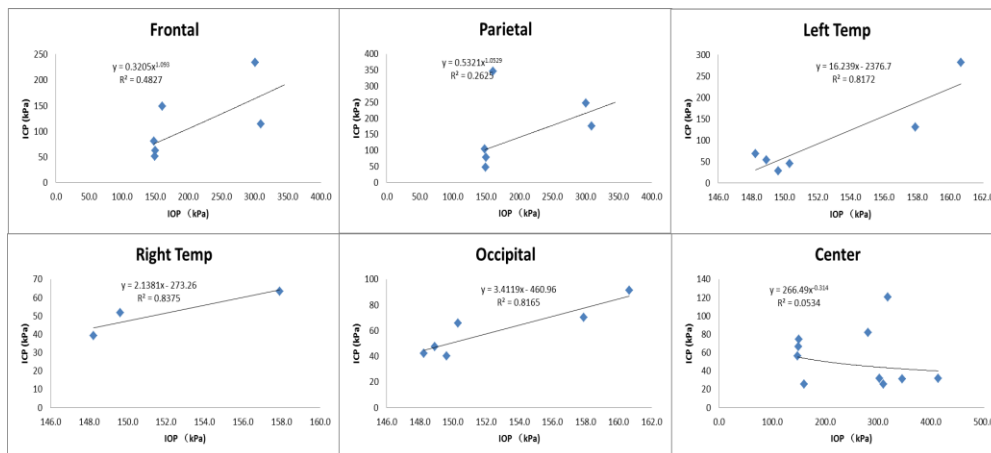 Frontal
y = 0.3205x^1.093
R² = 0.4827
250
200
150
100
50
0
ICP (kPa)
0.0 50.0 100.0 150.0 200.0 250.0 300.0 350.0 400.0
IOP (kPa)
Parietal
y = 0.5321x^1.0529
R² = 0.2625
400
350
300
250
200
150
100
50
0
ICP (kPa)
0.0 50.0 100.0 150.0 200.0 250.0 300.0 350.0 400.0
IOP (kPa)
Left Temp
16.239x - 2376.7
R² = 0.8172
300
250
200
150
100
50
0
ICP (kPa)
146.0 148.0 150.0 152.0 154.0 156.0 158.0 160.0 162.0
IOP (kPa)
Right Temp
y = 2.1381x - 273.26
R² = 0.8375
70
60
50
40
30
20
10
0
ICP (kPa)
146.0 148.0 150.0 152.0 154.0 156.0 158.0 160.0
IOP (kPa)
Occipital
y = 3.4119x - 460.96
R² = 0.8165
100
80
60
40
20
0
ICP (kPa)
146.0 148.0 150.0 152.0 154.0 156.0 158.0 160.0 162.0
IOP (kPa)
Center
y = 266.49x^-0.314
R² = 0.0534
140
120
100
80
60
40
20
0
ICP (kPa)
0.0 100.0 200.0 300.0 400.0 500.0
IOP (kPa)